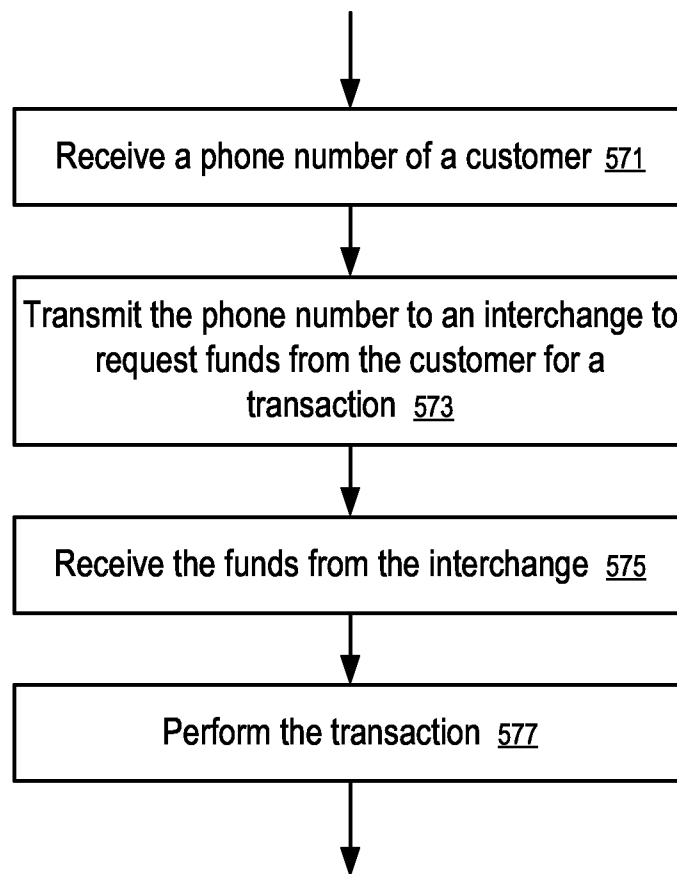 Receive a phone number of a customer 571
Transmit the phone number to an interchange to
request funds from the customer for a
transaction 573
Receive the funds from the interchange 575
Perform the transaction 577